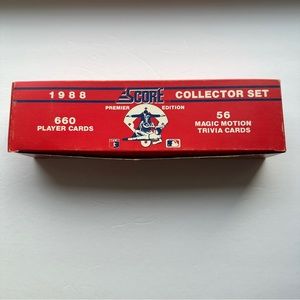 1988
SCORE
COLLECTOR SET
PREMIER EDITION
660
PLAYER CARDS
56
MAGIC MOTION
TRIVIA CARDS